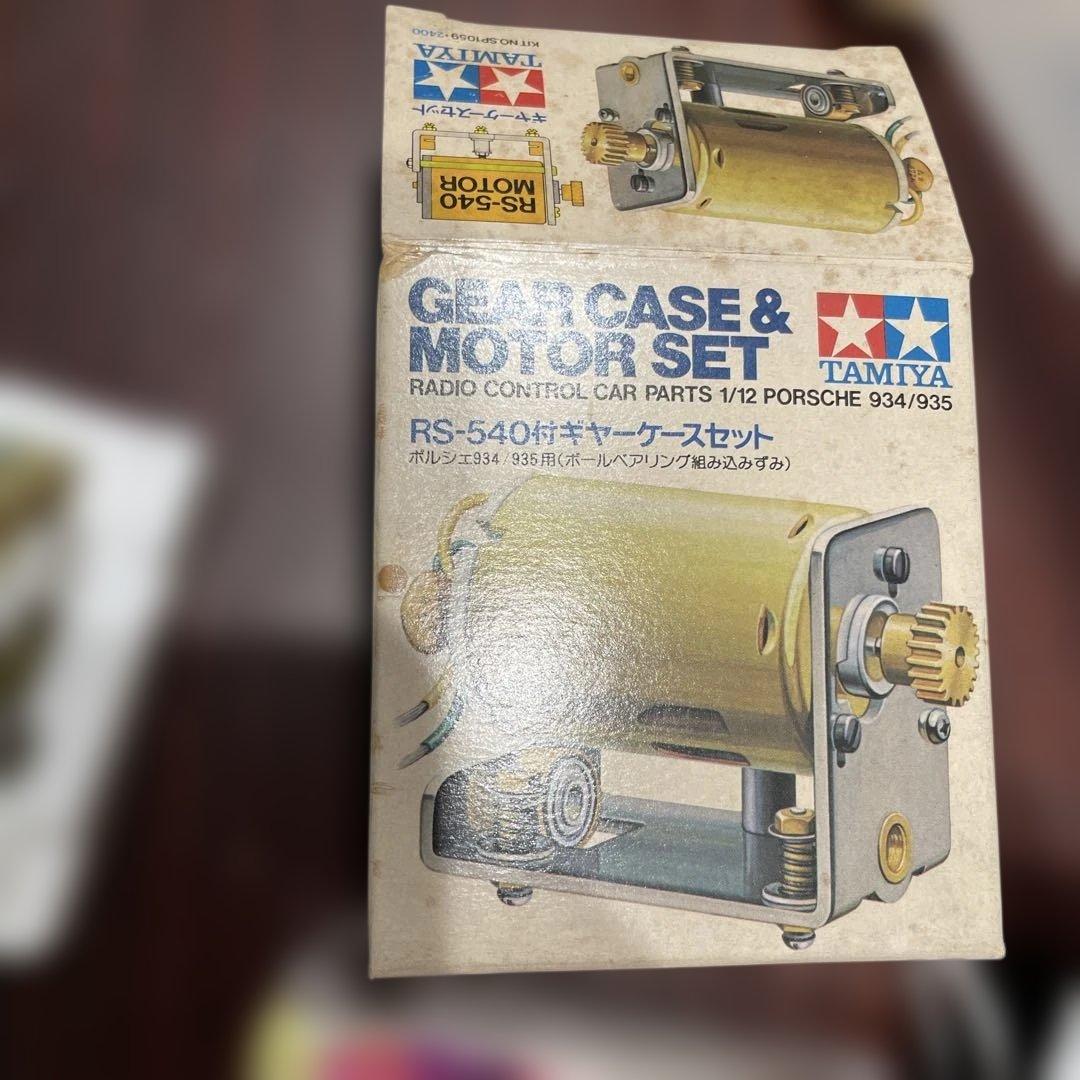 KIT NO.SP1059・2400
TAMIYA
ギヤーケースセット
RS-540
MOTOR
GEAR CASE &
MOTOR SET
TAMIYA
RADIO CONTROL CAR PARTS 1/12 PORSCHE 934/935
RS-540付ギヤーケースセット
ポルシェ934/935用(ボールベアリング組み込みずみ)